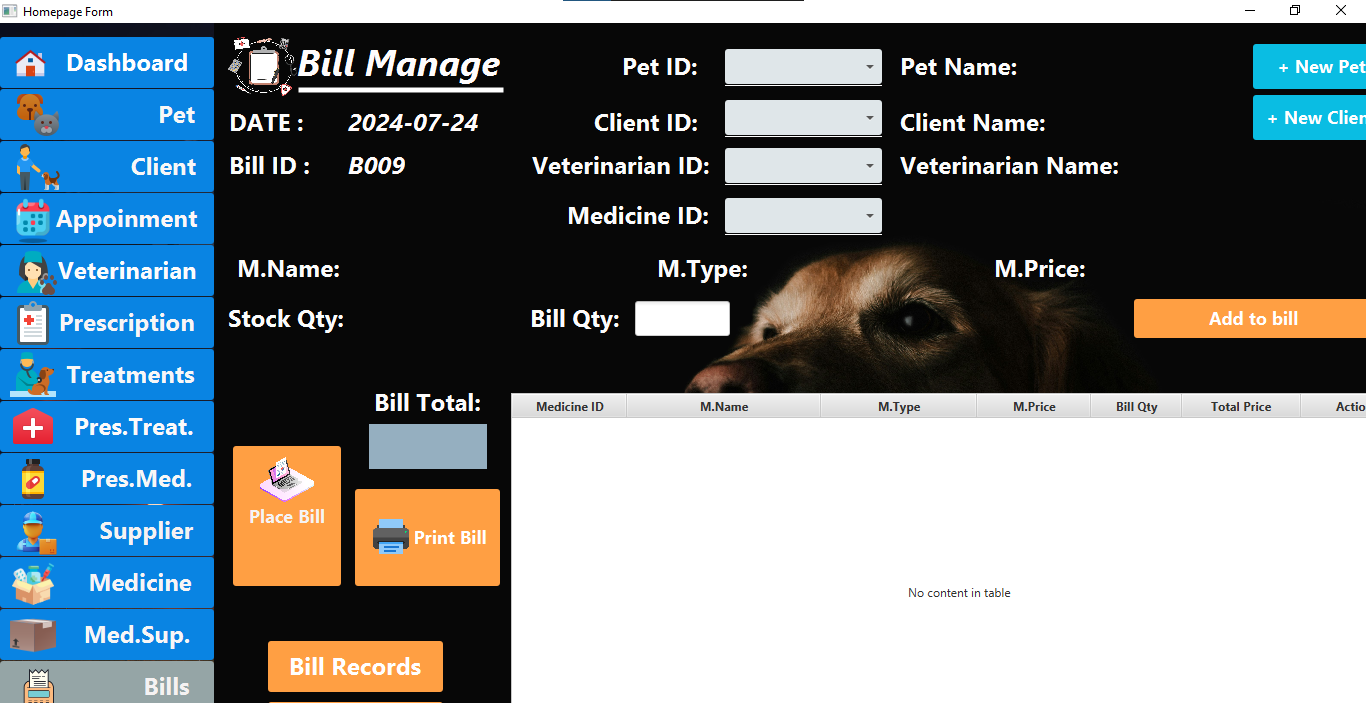 Homepage Form
Dashboard
Pet
Client
Appoinment
Veterinarian
Prescription
Treatments
Pres.Treat.
Pres.Med.
Supplier
Medicine
Med.Sup.
Bills
Bill Manage
DATE : 2024-07-24
Bill ID : B009
Pet ID: Pet Name:
+ New Pet
Client ID: Client Name:
+ New Clien
Veterinarian ID: Veterinarian Name:
Medicine ID:
M.Name: M.Type: M.Price:
Stock Qty: Bill Qty: Add to bill
Bill Total:
Place Bill
Print Bill
Bill Records
Medicine ID M.Name M.Type M.Price Bill Qty Total Price Actio
No content in table